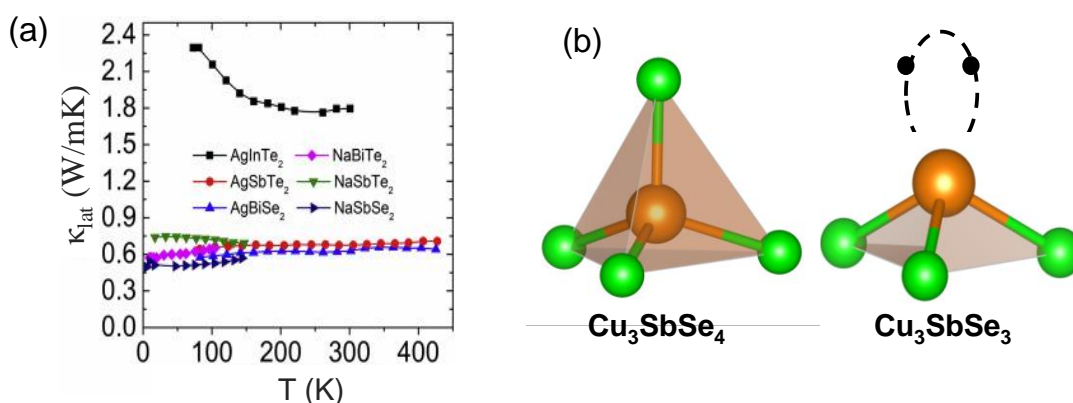 (a)
2.4
2.1
1.8
1.5
1.2
0.9
0.6
0.3
0.0
κ_lat (W/mK)
AgInTe₂ NaBiTe₂
AgSbTe₂ NaSbTe₂
AgBiSe₂ NaSbSe₂
0 100 200 300 400
T (K)
(b)
Cu₃SbSe₄ Cu₃SbSe₃